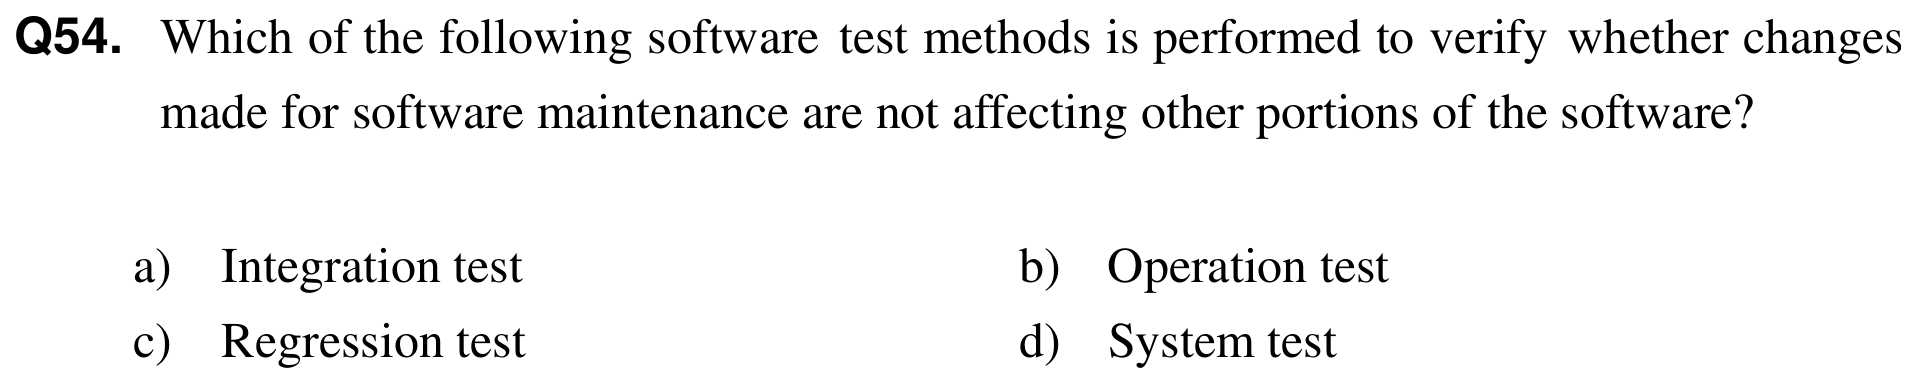 Q54. Which of the following software test methods is performed to verify whether changes
made for software maintenance are not affecting other portions of the software?
a) Integration test b) Operation test
c) Regression test d) System test